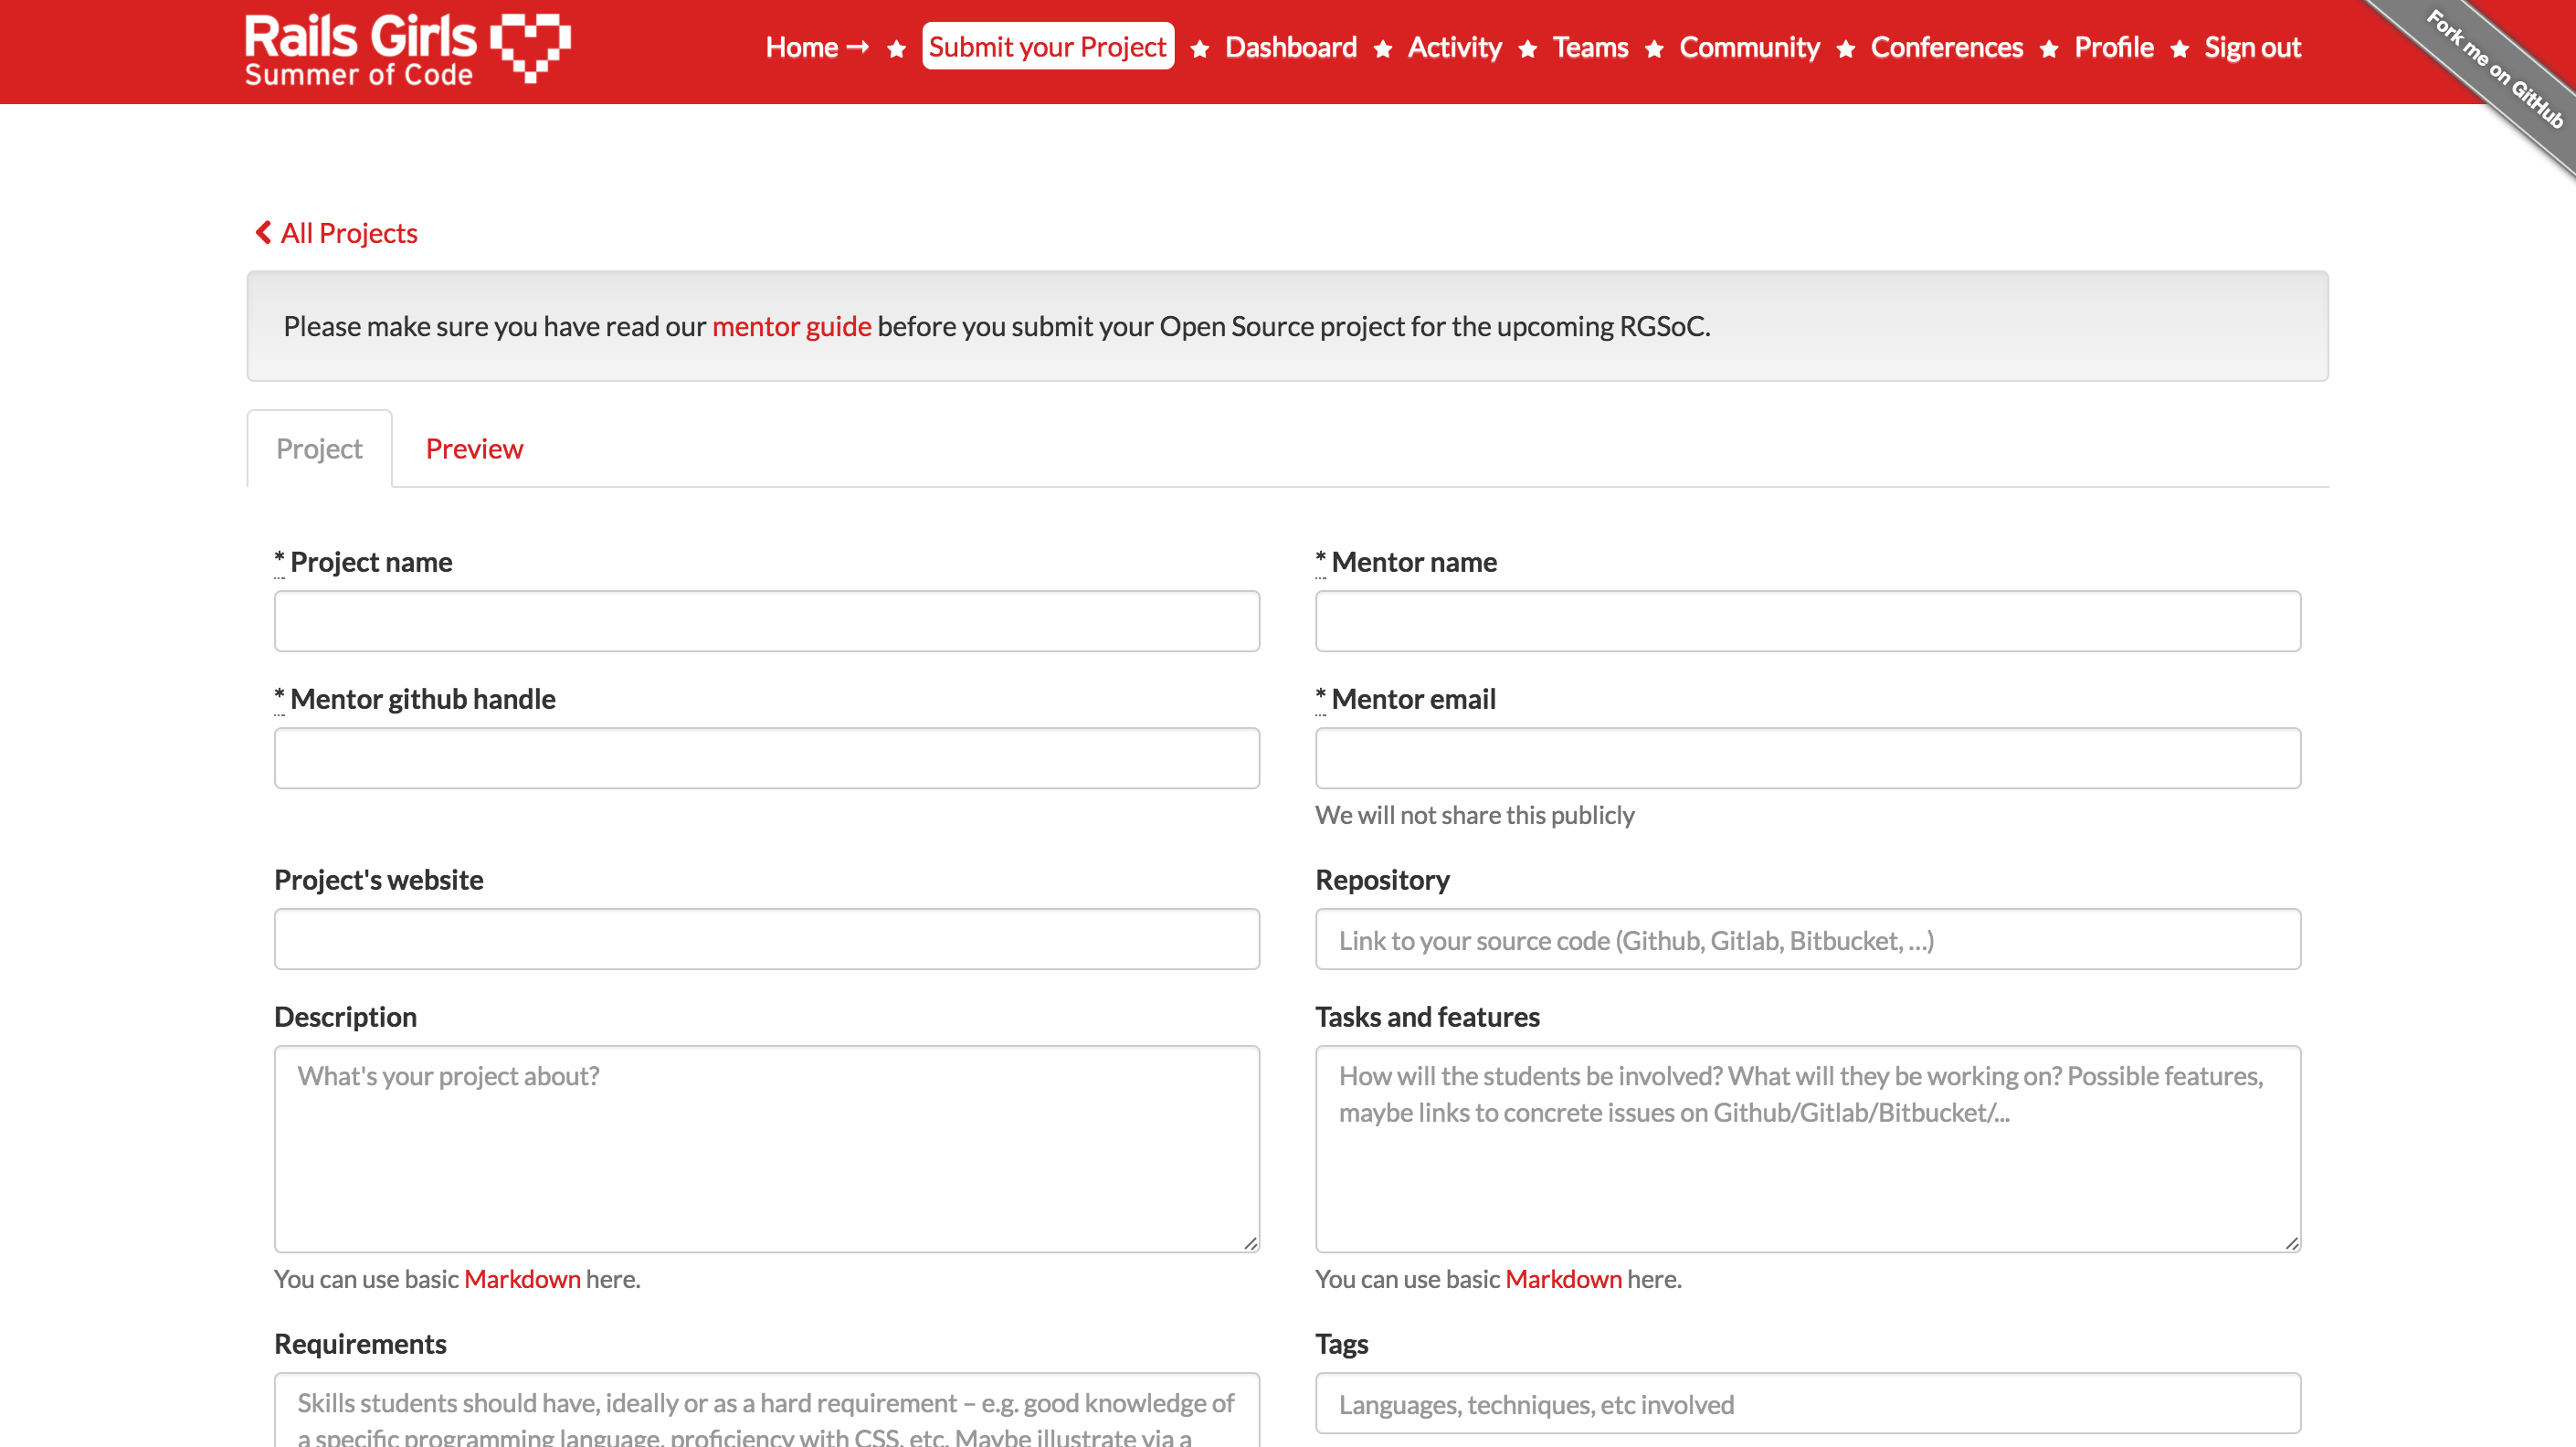 Rails Girls
Summer of Code
Home → ★ Submit your Project ★ Dashboard ★ Activity ★ Teams ★ Community ★ Conferences ★ Profile ★ Sign out
Fork me on GitHub
All Projects
Please make sure you have read our mentor guide before you submit your Open Source project for the upcoming RGSoC.
Project Preview
* Project name
* Mentor name
* Mentor github handle
* Mentor email
We will not share this publicly
Project's website
Repository
Link to your source code (Github, Gitlab, Bitbucket, ...)
Description
What's your project about?
You can use basic Markdown here.
Tasks and features
How will the students be involved? What will they be working on? Possible features,
maybe links to concrete issues on Github/Gitlab/Bitbucket/...
You can use basic Markdown here.
Requirements
Skills students should have, ideally or as a hard requirement – e.g. good knowledge of
a specific programming language, proficiency with CSS, etc. Maybe illustrate via a
Tags
Languages, techniques, etc involved